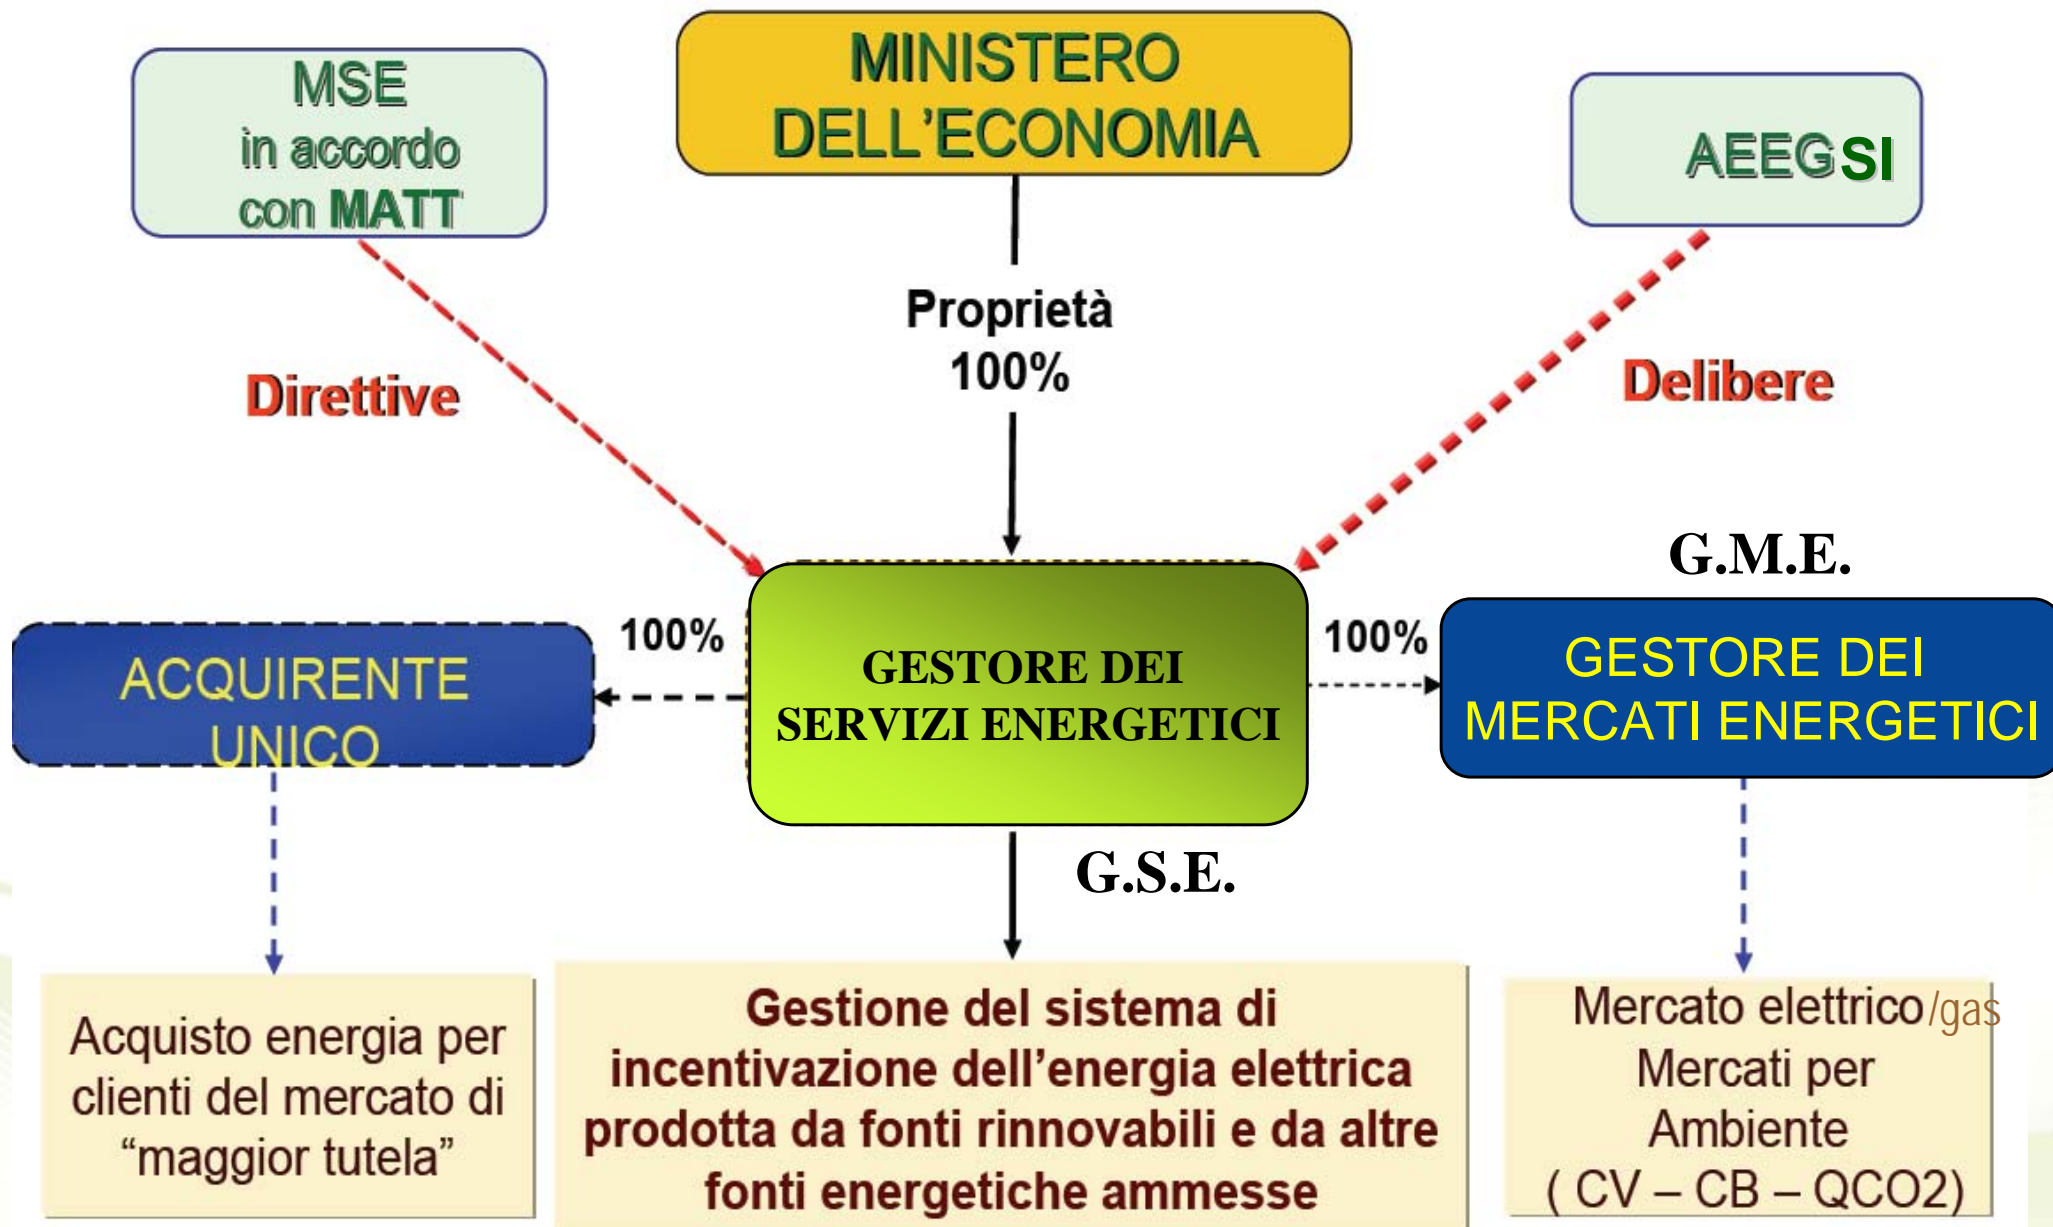 MSE
in accordo
con MATT
MINISTERO
DELL’ECONOMIA
AEEGSI
Proprietà
100%
Direttive
Delibere
G.M.E.
ACQUIRENTE
UNICO
100%
GESTORE DEI
SERVIZI ENERGETICI
100%
GESTORE DEI
MERCATI ENERGETICI
G.S.E.
Acquisto energia per
clienti del mercato di
“maggior tutela”
Gestione del sistema di
incentivazione dell’energia elettrica
prodotta da fonti rinnovabili e da altre
fonti energetiche ammesse
Mercato elettrico/gas
Mercati per
Ambiente
( CV – CB – QCO2)